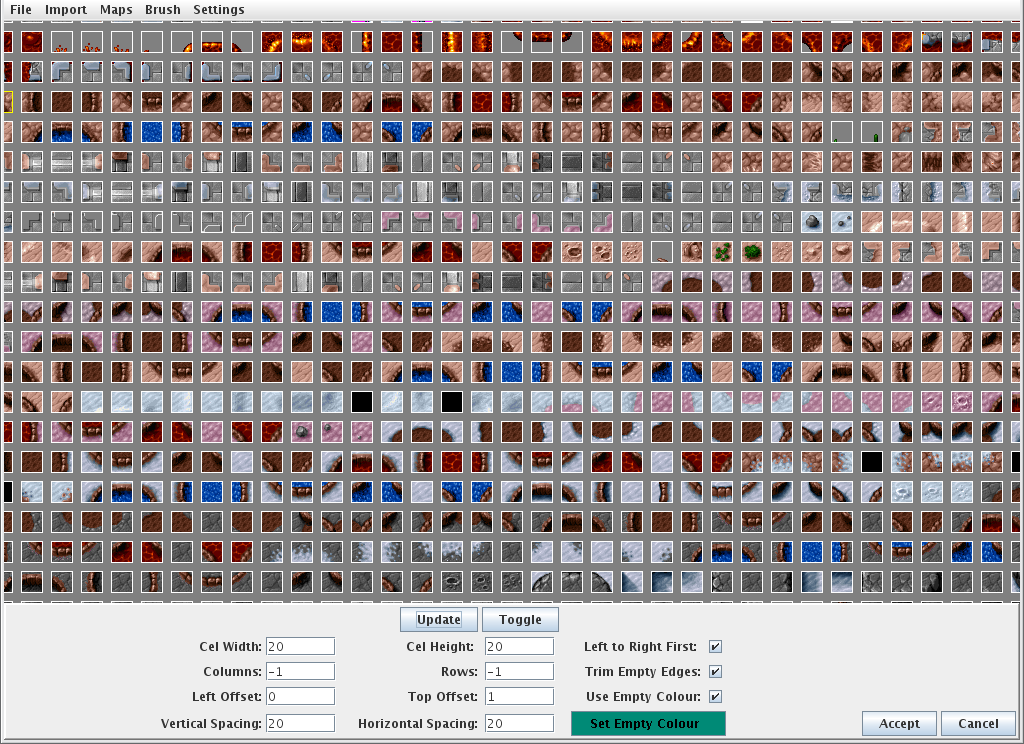 File Import Maps Brush Settings
Update Toggle
Cel Width: 20 Cel Height: 20 Left to Right First:
Columns: -1 Rows: -1 Trim Empty Edges:
Left Offset: 0 Top Offset: 1 Use Empty Colour:
Vertical Spacing: 20 Horizontal Spacing: 20 Set Empty Colour Accept Cancel